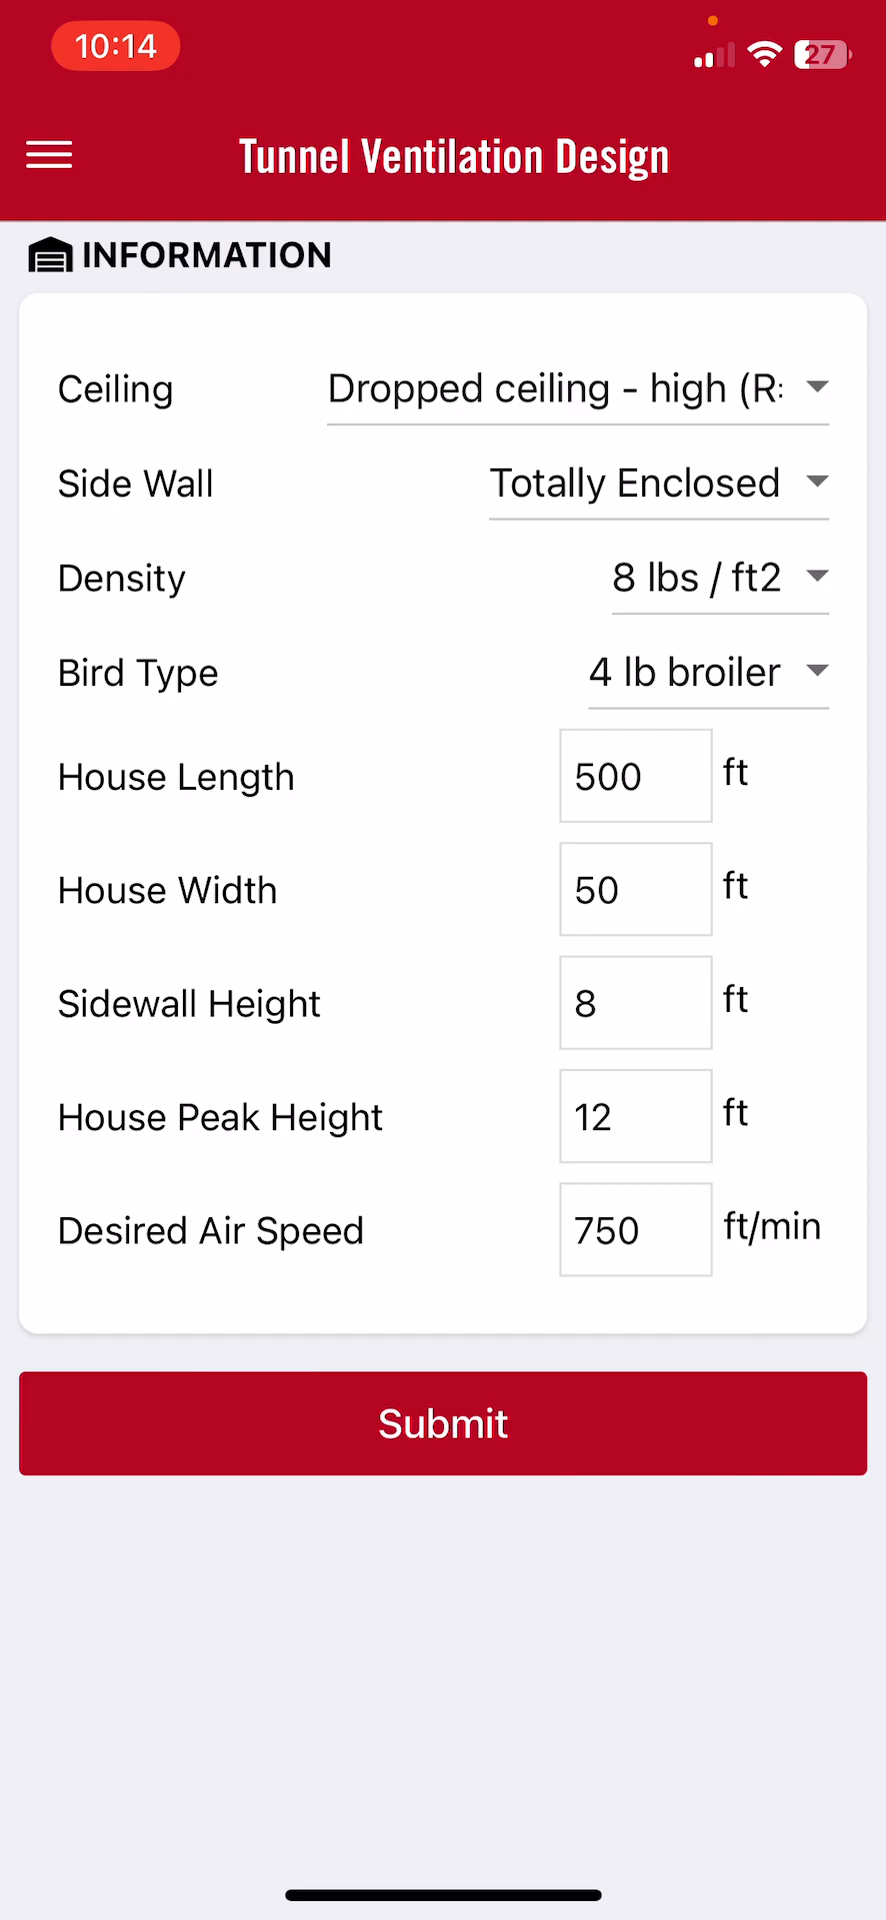 10:14
27
Tunnel Ventilation Design
INFORMATION
Ceiling Dropped ceiling - high (R:
Side Wall Totally Enclosed
Density 8 lbs / ft2
Bird Type 4 lb broiler
House Length 500 ft
House Width 50 ft
Sidewall Height 8 ft
House Peak Height 12 ft
Desired Air Speed 750 ft/min
Submit